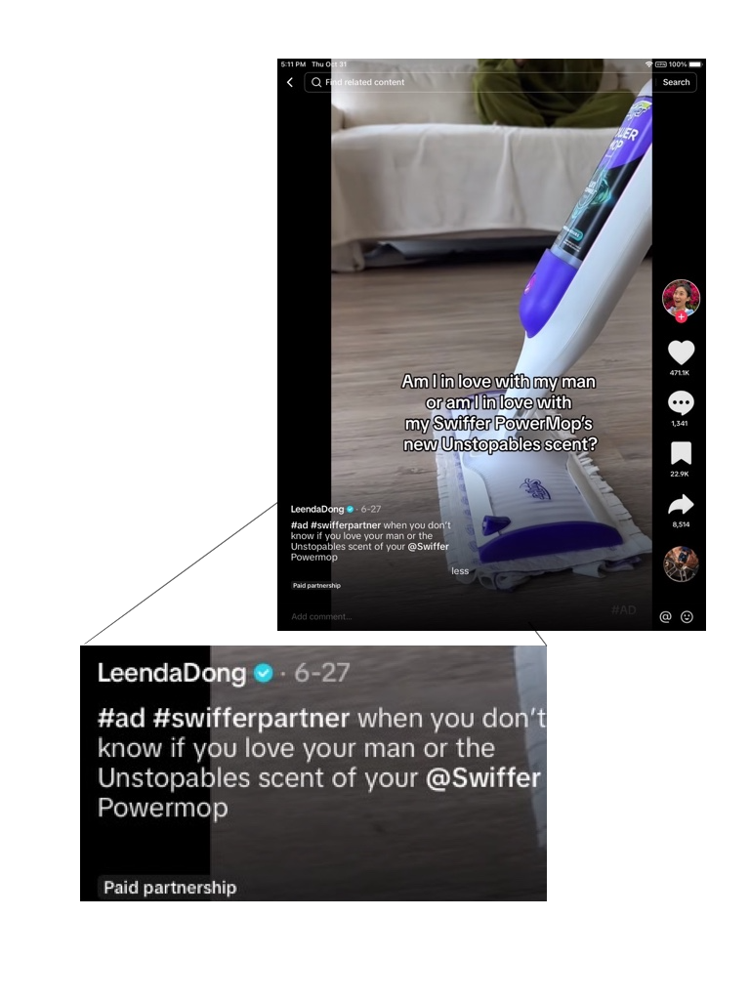 5:11 PM Thu Oct 31
VPN 100%
Find related content
Search
Am I in love with my man
or am I in love with
my Swiffer PowerMop's
new Unstopables scent?
471.1K
1,341
22.9K
8,514
LeendaDong · 6-27
#ad #swifferpartner when you don't
know if you love your man or the
Unstopables scent of your @Swiffer
Powermop
less
Paid partnership
#AD
Add comment...
@
LeendaDong · 6-27
#ad #swifferpartner when you don't
know if you love your man or the
Unstopables scent of your @Swiffer
Powermop
Paid partnership